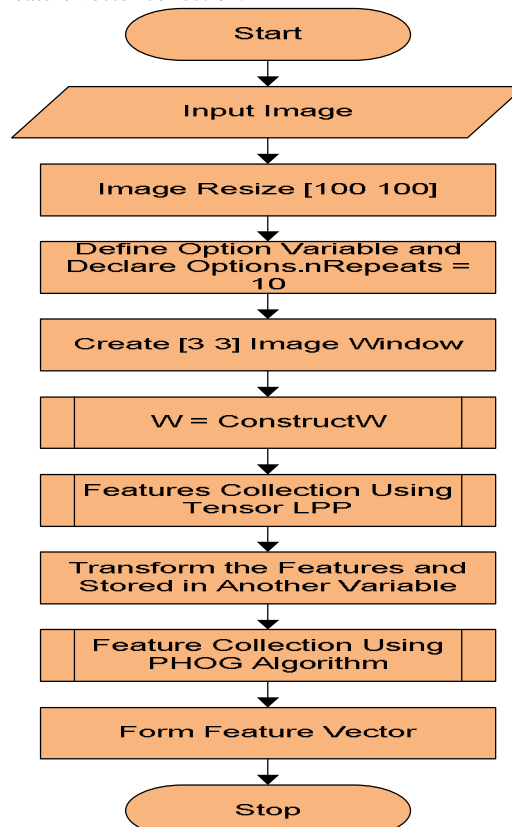 Start
Input Image
Image Resize [100 100]
Define Option Variable and
Declare Options.nRepeats =
10
Create [3 3] Image Window
W = ConstructW
Features Collection Using
Tensor LPP
Transform the Features and
Stored in Another Variable
Feature Collection Using
PHOG Algorithm
Form Feature Vector
Stop